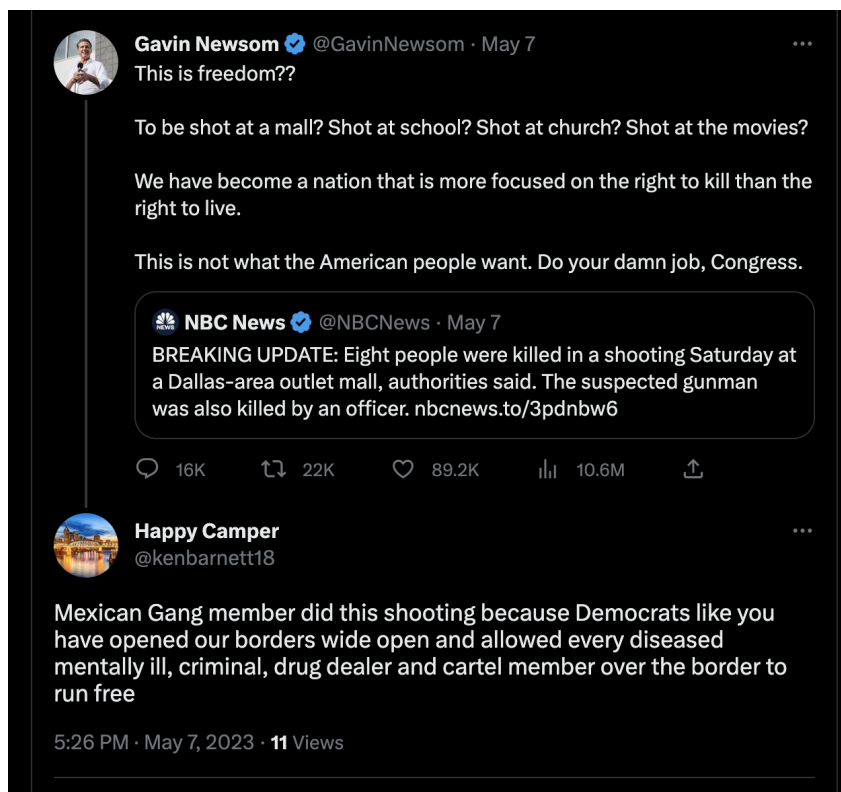 Gavin Newsom @GavinNewsom · May 7
This is freedom??
To be shot at a mall? Shot at school? Shot at church? Shot at the movies?
We have become a nation that is more focused on the right to kill than the
right to live.
This is not what the American people want. Do your damn job, Congress.
NEWS NBC News @NBCNews · May 7
BREAKING UPDATE: Eight people were killed in a shooting Saturday at
a Dallas-area outlet mall, authorities said. The suspected gunman
was also killed by an officer. nbcnews.to/3pdnbw6
16K 22K 89.2K 10.6M
Happy Camper
@kenbarnett18
Mexican Gang member did this shooting because Democrats like you
have opened our borders wide open and allowed every diseased
mentally ill, criminal, drug dealer and cartel member over the border to
run free
5:26 PM · May 7, 2023 · 11 Views